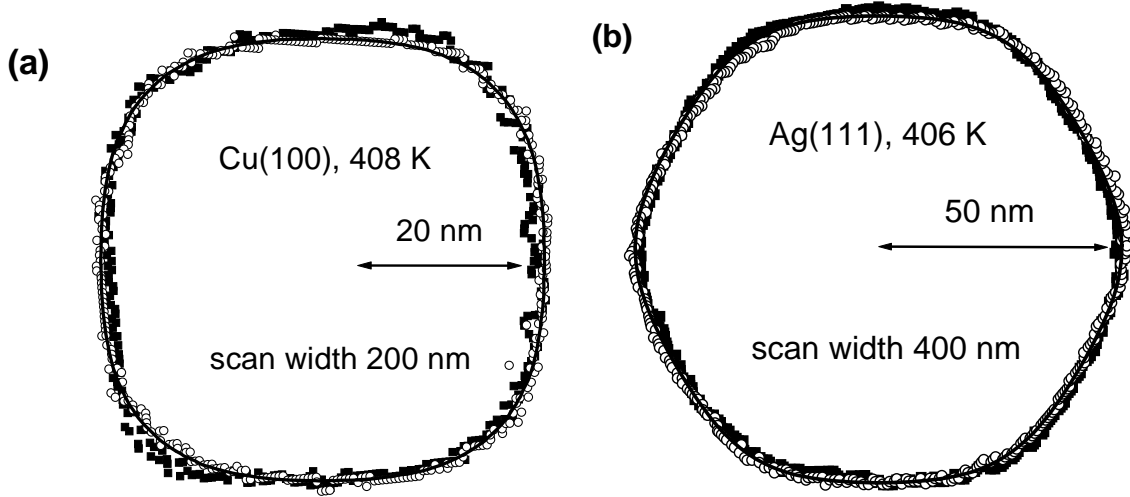 (a)
Cu(100), 408 K
20 nm
scan width 200 nm
(b)
Ag(111), 406 K
50 nm
scan width 400 nm